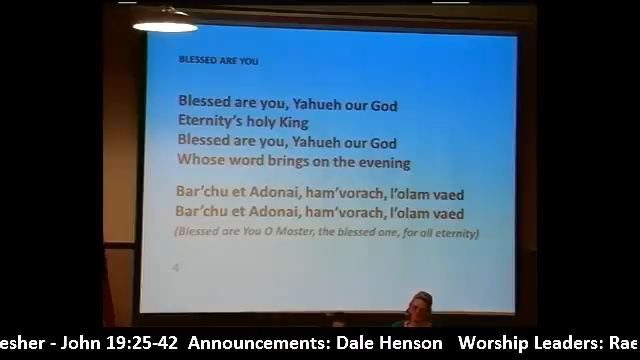 BLESSED ARE YOU
Blessed are you, Yahueh our God
Eternity's holy King
Blessed are you, Yahueh our God
Whose word brings on the evening
Bar'chu et Adonai, ham'vorach, l'olam vaed
Bar'chu et Adonai, ham'vorach, l'olam vaed
(Blessed are You O Master, the blessed one, for all eternity)
4
esher - John 19:25-42 Announcements: Dale Henson Worship Leaders: Rae